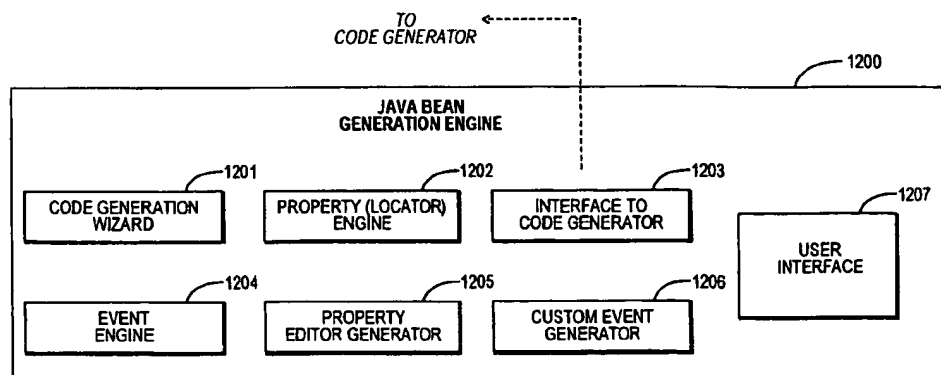 TO
CODE GENERATOR
1200
JAVA BEAN
GENERATION ENGINE
1201
CODE GENERATION
WIZARD
1202
PROPERTY (LOCATOR)
ENGINE
1203
INTERFACE TO
CODE GENERATOR
1207
USER
INTERFACE
1204
EVENT
ENGINE
1205
PROPERTY
EDITOR GENERATOR
1206
CUSTOM EVENT
GENERATOR